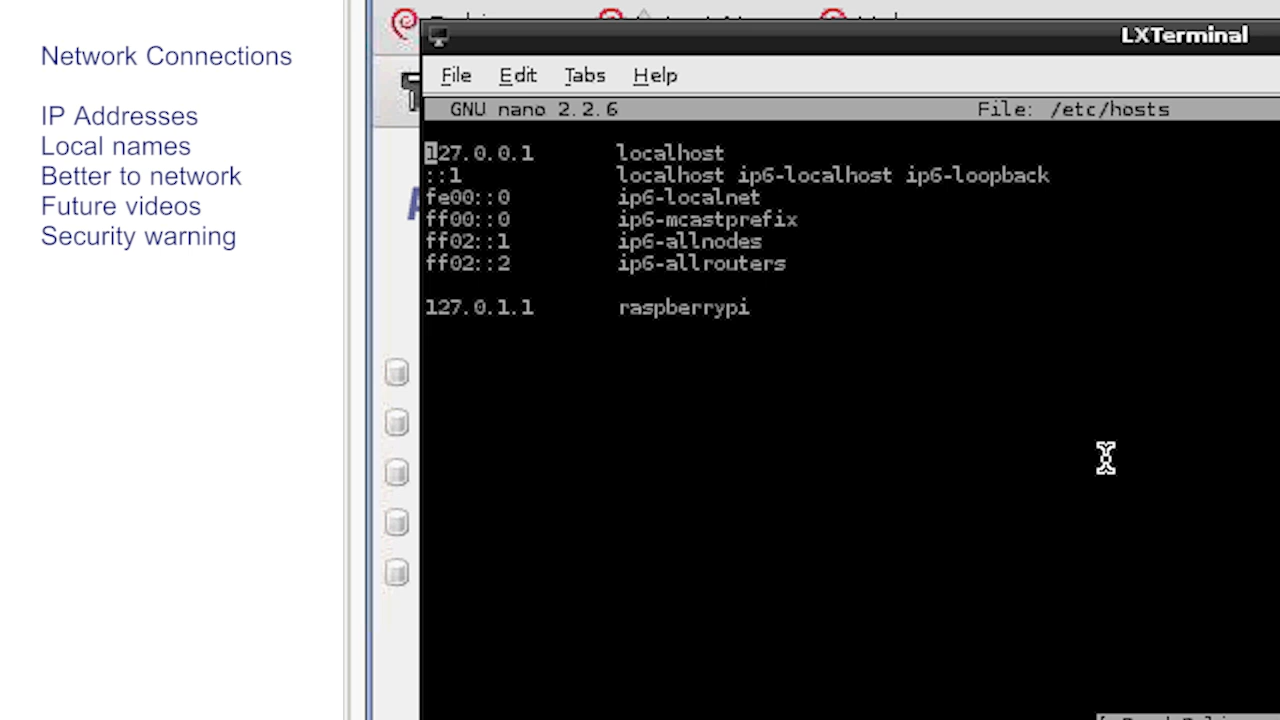 Network Connections
IP Addresses
Local names
Better to network
Future videos
Security warning
LXTerminal
File Edit Tabs Help
GNU nano 2.2.6 File: /etc/hosts
127.0.0.1 localhost
::1 localhost ip6-localhost ip6-loopback
fe00::0 ip6-localnet
ff00::0 ip6-mcastprefix
ff02::1 ip6-allnodes
ff02::2 ip6-allrouters
127.0.1.1 raspberrypi